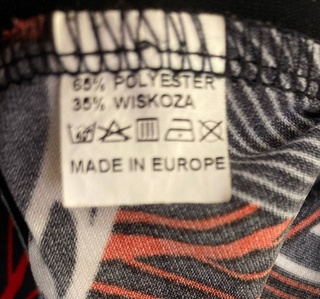 65% POLYESTER
35% WISKOZA
MADE IN EUROPE